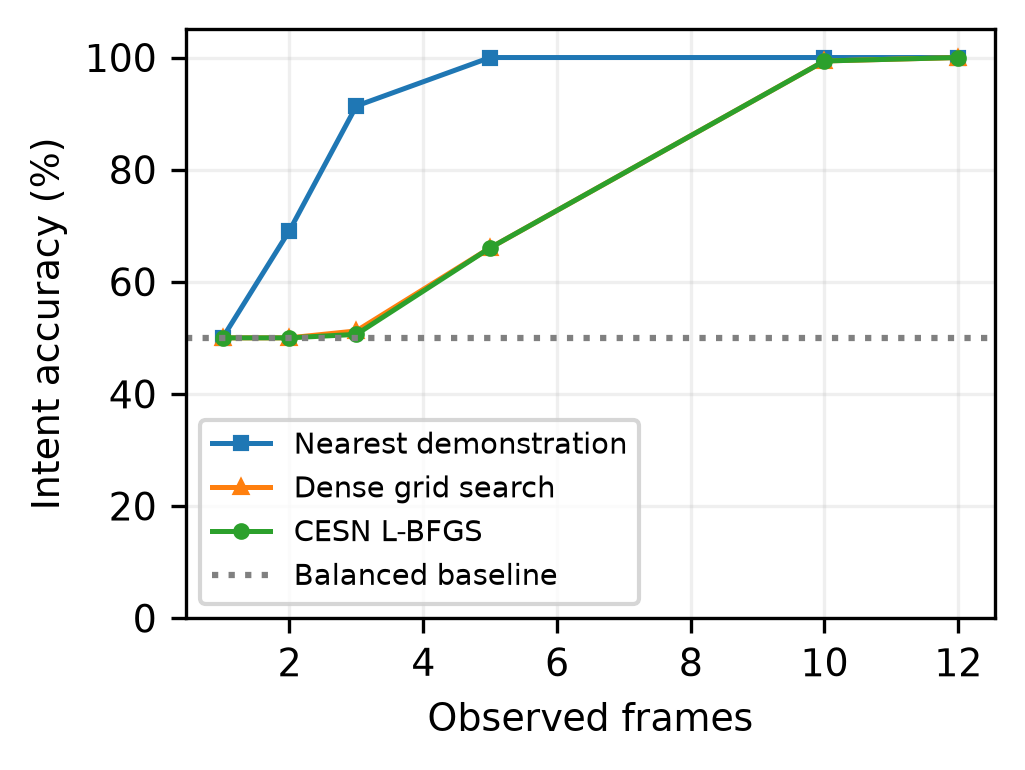 100
80
60
40
20
0
Intent accuracy (%)
Nearest demonstration
Dense grid search
CESN L-BFGS
Balanced baseline
2 4 6 8 10 12
Observed frames